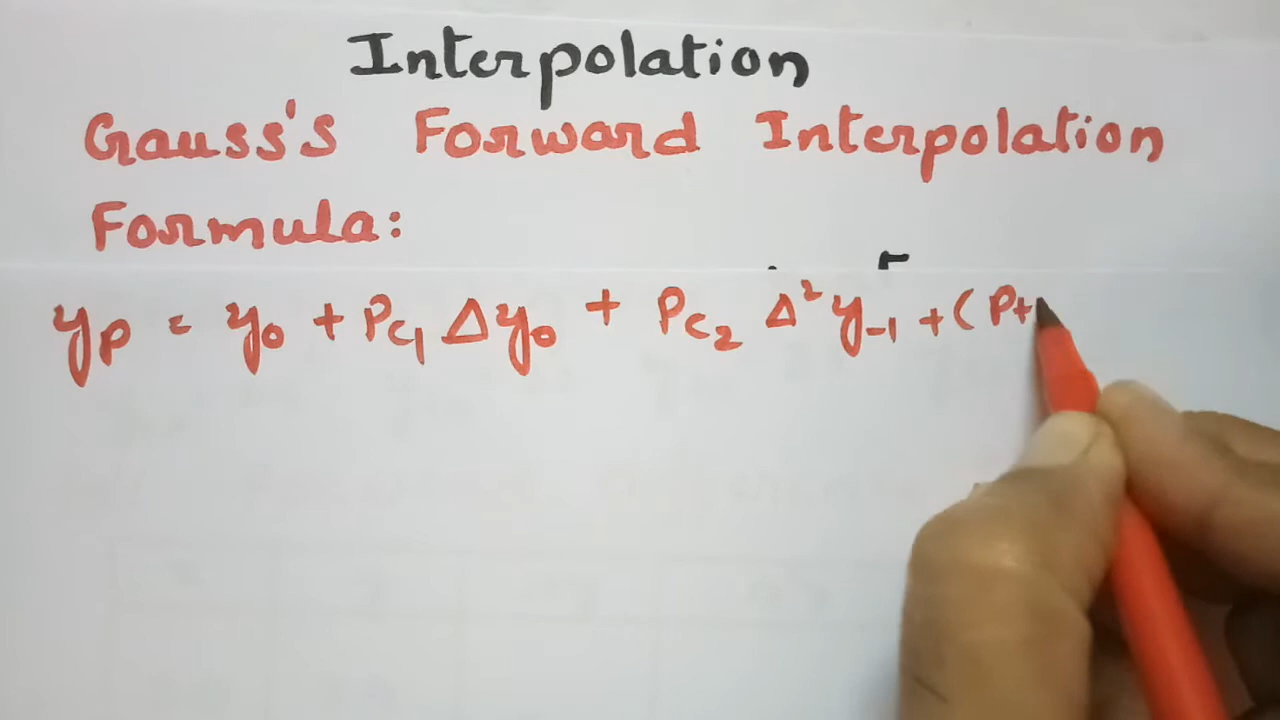 Interpolation
Gauss's Forward Interpolation
Formula:
yp = y0 + Pc1 Δy0 + Pc2 Δ²y-1 + (P+